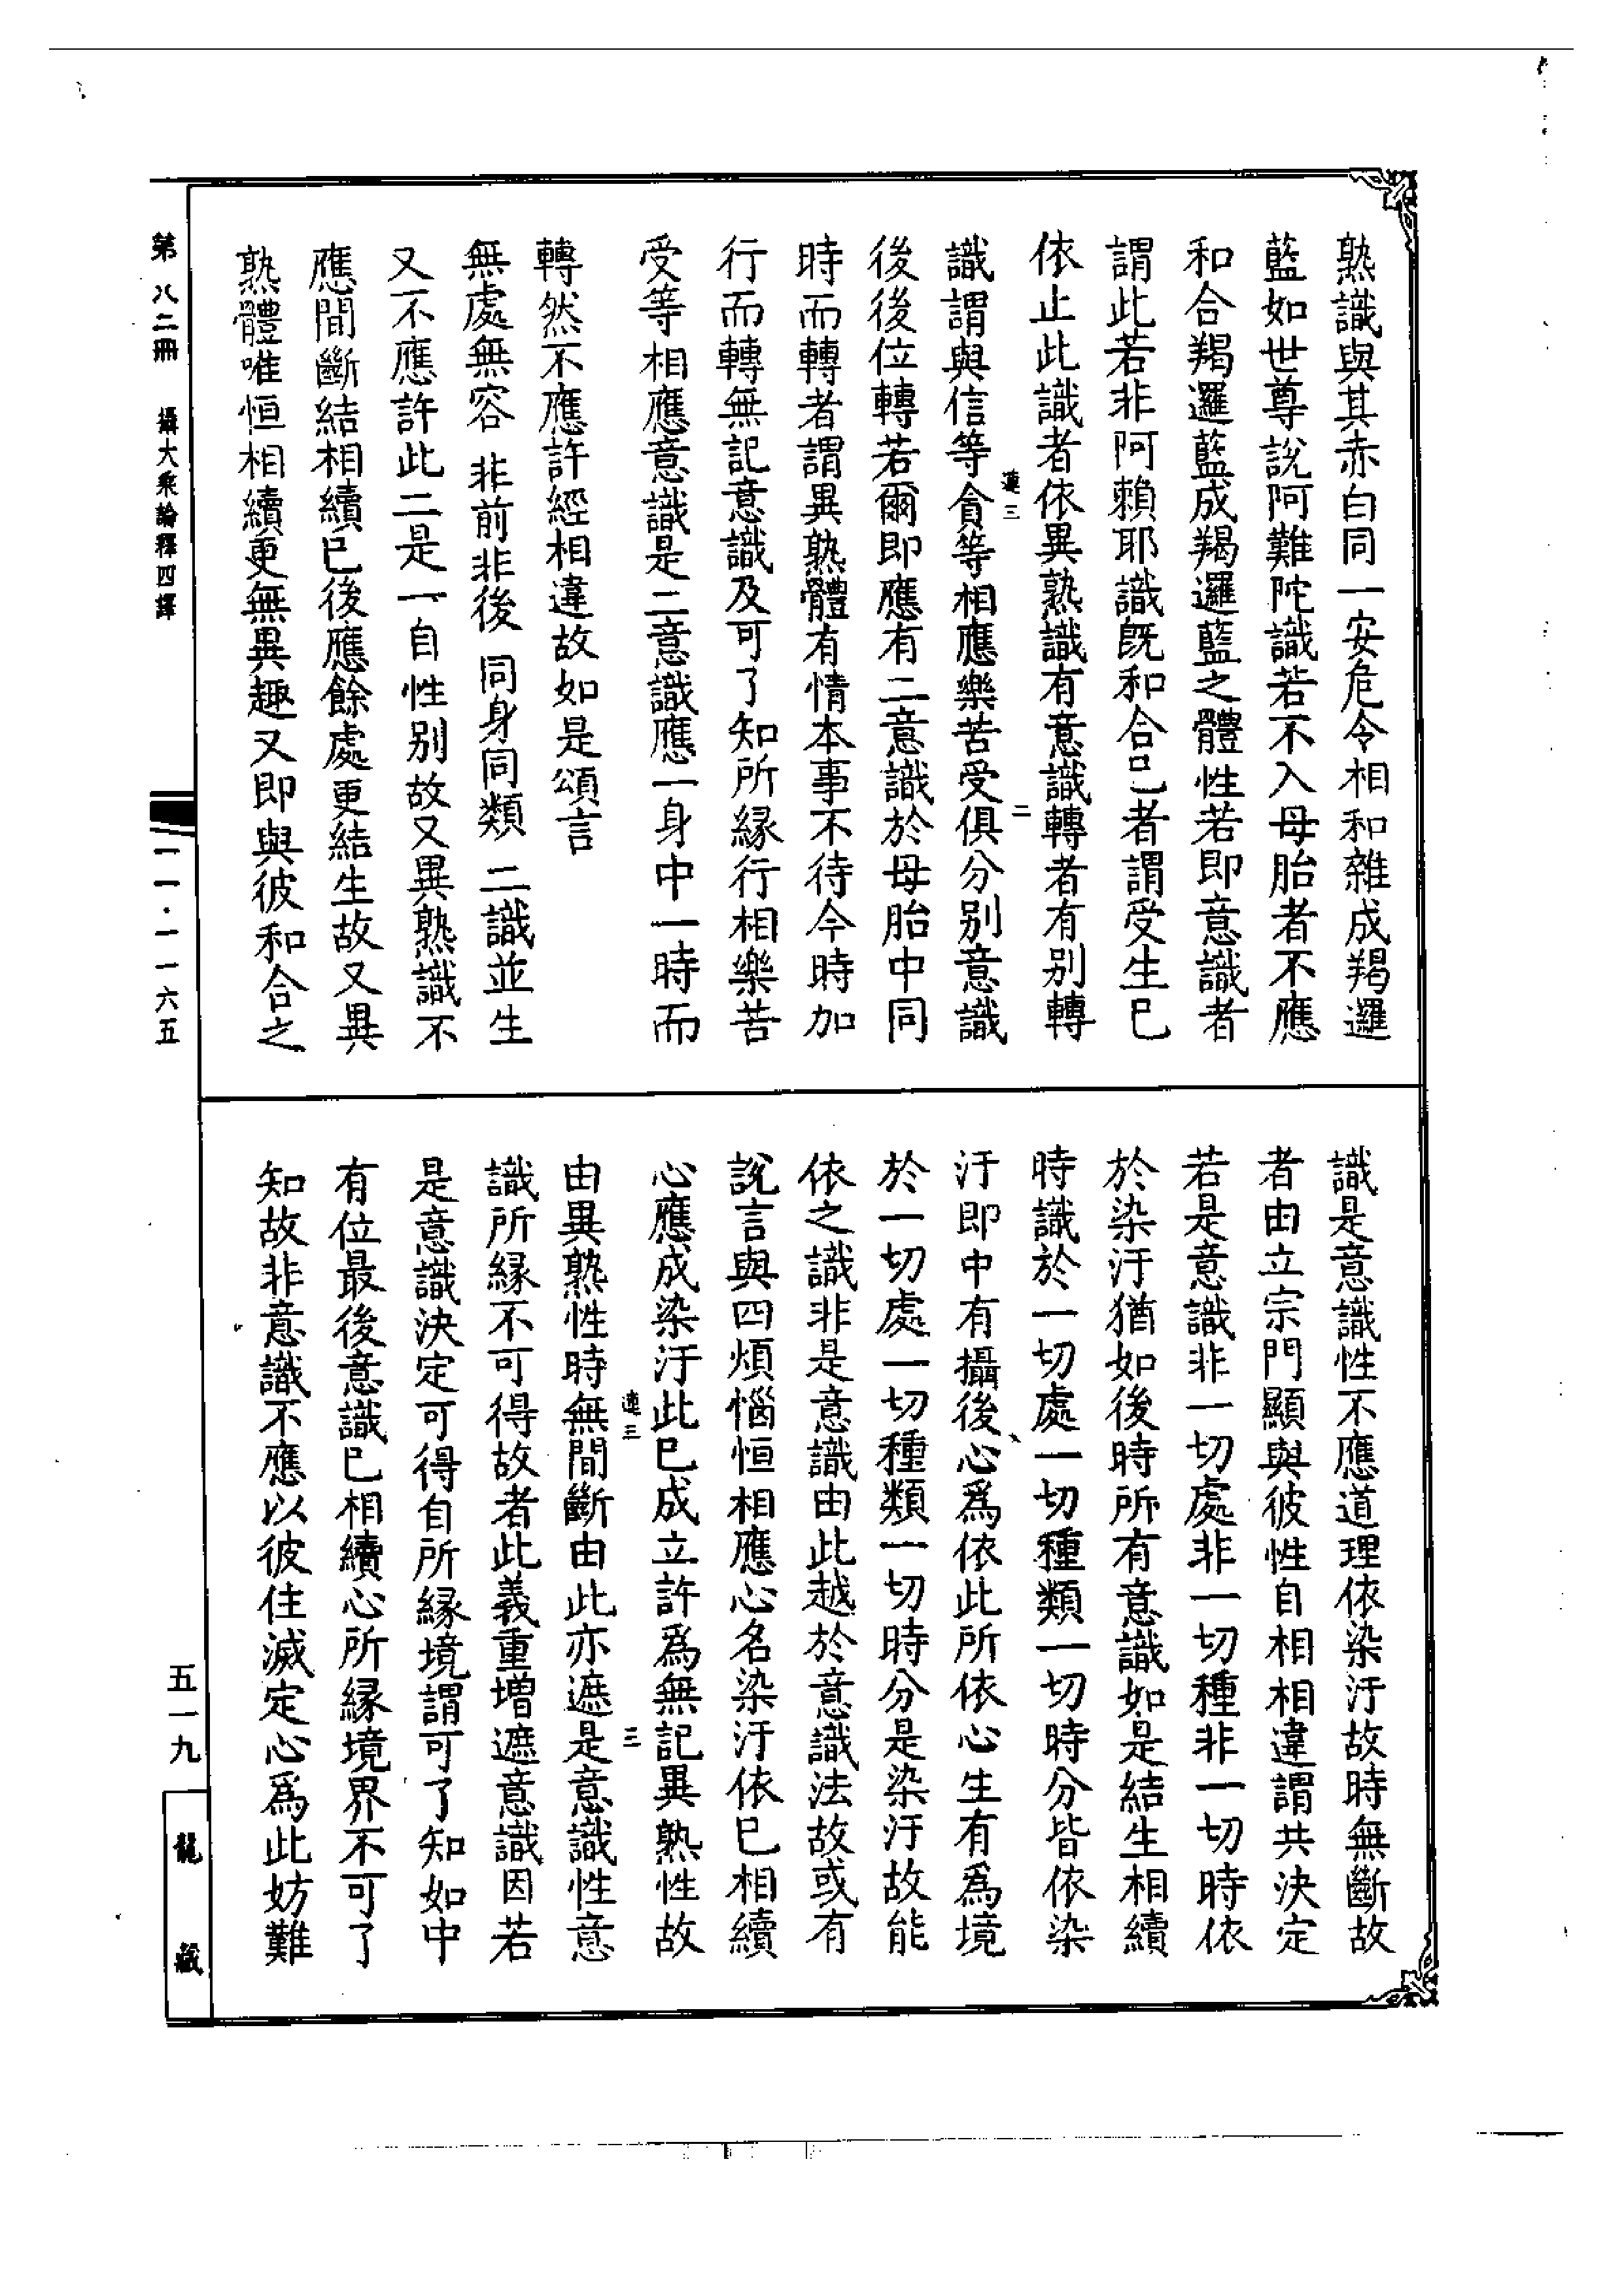 熟識與其赤白同一安危令相和雜成羯邏
藍如世尊說阿難陀識若不入母胎者不應
和合羯邏藍成羯邏藍之體性若即意識者
謂此若非阿賴耶識旣和合已者謂受生已
依止此識者依異熟識有意識轉者有別轉
連三
二
識謂與信等貪等相應樂苦受俱分別意識
後後位轉若爾即應有二意識於母胎中同
時而轉者謂異熟體有情本事不待今時加
行而轉無記意識及可了知所緣行相樂苦
受等相應意識是二意識應一身中一時而
轉然不應許經相違故如是頌言
無處無容 非前非後 同身同類 二識並生
又不應許此二是一自性別故又異熟識不
應間斷結相續已後應餘處更結生故又異
熟體唯恒相續更無異趣又即與彼和合之
識是意識性不應道理依染汙故時無斷故
者由立宗門顯與彼性自相相違謂共決定
若是意識非一切處非一切種非一切時依
於染汙猶如後時所有意識如是結生相續
時識於一切處一切種類一切時分皆依染
汙即中有攝後心爲依此所依心生有爲境
於一切處一切種類一切時分是染汙故能
依之識非是意識由此越於意識法故或有
說言與四煩惱恒相應心名染汙依已相續
心應成染汙此已成立許爲無記異熟性故
連三
三
由異熟性時無間斷由此亦遮是意識性意
識所緣不可得故者此義重增遮意識因若
是意識決定可得自所緣境謂可了知如中
有位最後意識已相續心所緣境界不可了
知故非意識不應以彼住滅定心爲此妨難
第八二冊 攝大乘論釋四譯
一一·一一六五
五一九
龍藏